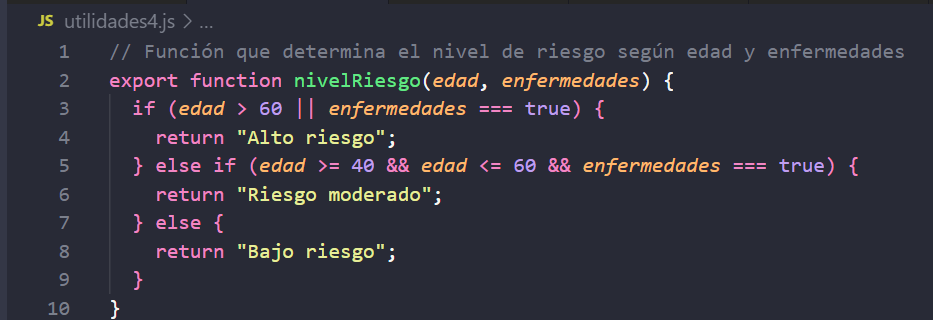 JS utilidades4.js > ...
1 // Función que determina el nivel de riesgo según edad y enfermedades
2 export function nivelRiesgo(edad, enfermedades) {
3   if (edad > 60 || enfermedades === true) {
4     return "Alto riesgo";
5   } else if (edad >= 40 && edad <= 60 && enfermedades === true) {
6     return "Riesgo moderado";
7   } else {
8     return "Bajo riesgo";
9   }
10 }